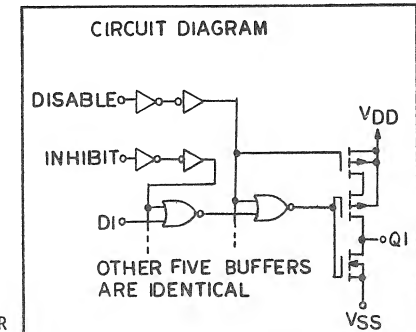 CIRCUIT DIAGRAM
DISABLE
VDD
INHIBIT
DI
QI
OTHER FIVE BUFFERS
ARE IDENTICAL
VSS
R